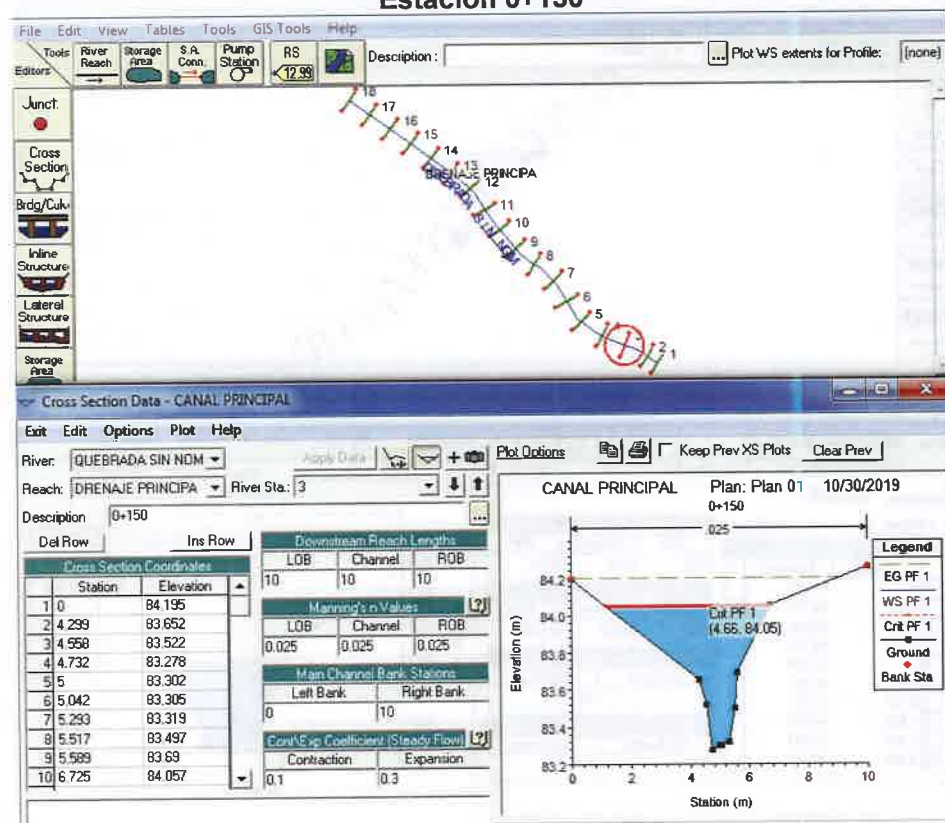 Estación 0+150
File Edit View Tables Tools GIS Tools Help
Tools
Editors
River Reach
Storage Area
S.A. Conn.
Pump Station
RS
12.99
Description :
... Plot WS extents for Profile: (none)
Junct.
Cross Section
Brdg/Culv
Inline Structure
Lateral Structure
Storage Area
18
17
16
15
14
13
DRENAJE PRINCIPA
12
QUEBRADA SIN NOM
11
10
9
8
7
6
5
2
1
Cross Section Data - CANAL PRINCIPAL
Exit Edit Options Plot Help
River: QUEBRADA SIN NOM
Apply Data
Reach: DRENAJE PRINCIPA River Sta.: 3
Description 0+150 ...
Del Row Ins Row
Cross Section Coordinates
Station Elevation
1 0 84.195
2 4.299 83.652
3 4.558 83.522
4 4.732 83.278
5 5 83.302
6 5.042 83.305
7 5.293 83.319
8 5.517 83.497
9 5.589 83.69
10 6.725 84.057
Downstream Reach Lengths
LOB Channel ROB
10 10 10
Manning's n Values
LOB Channel ROB
0.025 0.025 0.025
Main Channel Bank Stations
Left Bank Right Bank
0 10
Cont\Exp Coefficient (Steady Flow)
Contraction Expansion
0.1 0.3
Plot Options Keep Prev XS Plots Clear Prev
CANAL PRINCIPAL Plan: Plan 01 10/30/2019
0+150
.025
84.2
84.0
83.8
83.6
83.4
83.2
Elevation (m)
Crit PF 1
(4.66, 84.05)
0 2 4 6 8 10
Station (m)
Legend
EG PF 1
WS PF 1
Crit PF 1
Ground
Bank Sta